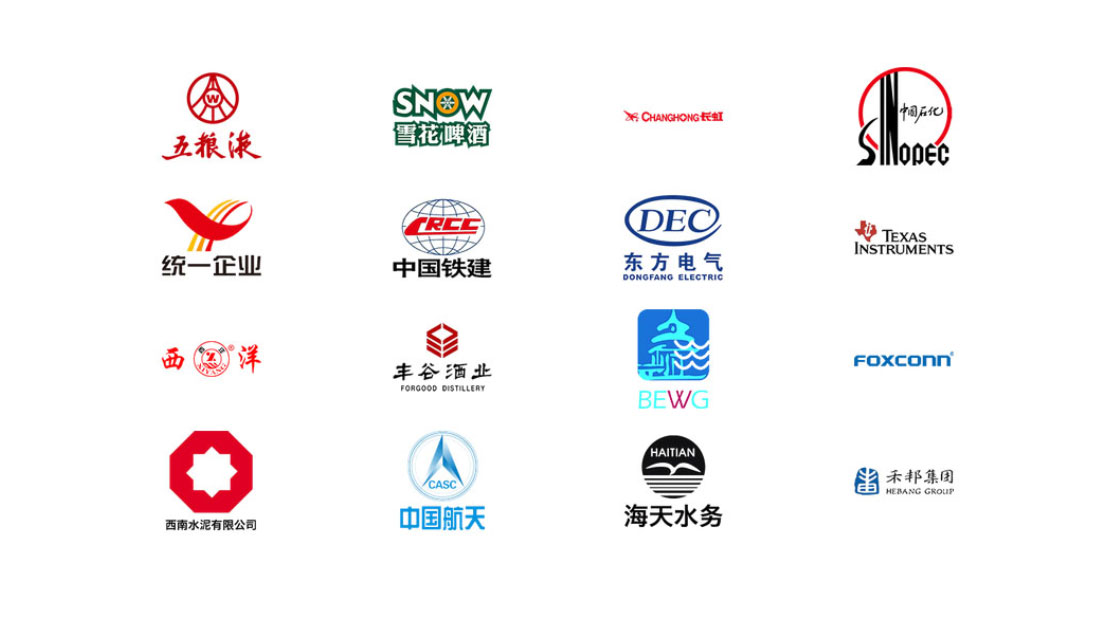 W
五粮液
SNOW
雪花啤酒
CHANGHONG 长虹
中国石化
SINOPEC
统一企业
CRCC
中国铁建
DEC
东方电气
DONGFANG ELECTRIC
TEXAS
INSTRUMENTS
西 洋®
XIYANG
丰谷酒业
FORGOOD DISTILLERY
BEWG
FOXCONN®
西南水泥有限公司
CASC
中国航天
HAITIAN
海天水务
禾邦集团
HEBANG GROUP